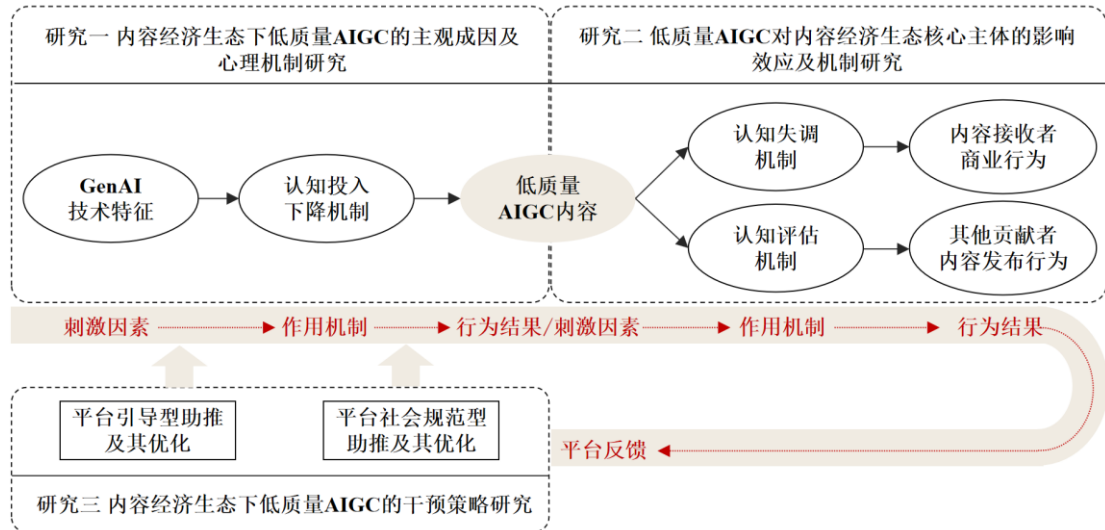 研究一 内容经济生态下低质量AIGC的主观成因及
心理机制研究
研究二 低质量AIGC对内容经济生态核心主体的影响
效应及机制研究
GenAI
技术特征
认知投入
下降机制
低质量
AIGC内容
认知失调
机制
内容接收者
商业行为
认知评估
机制
其他贡献者
内容发布行为
刺激因素
作用机制
行为结果/刺激因素
作用机制
行为结果
平台引导型助推
及其优化
平台社会规范型
助推及其优化
平台反馈
研究三 内容经济生态下低质量AIGC的干预策略研究